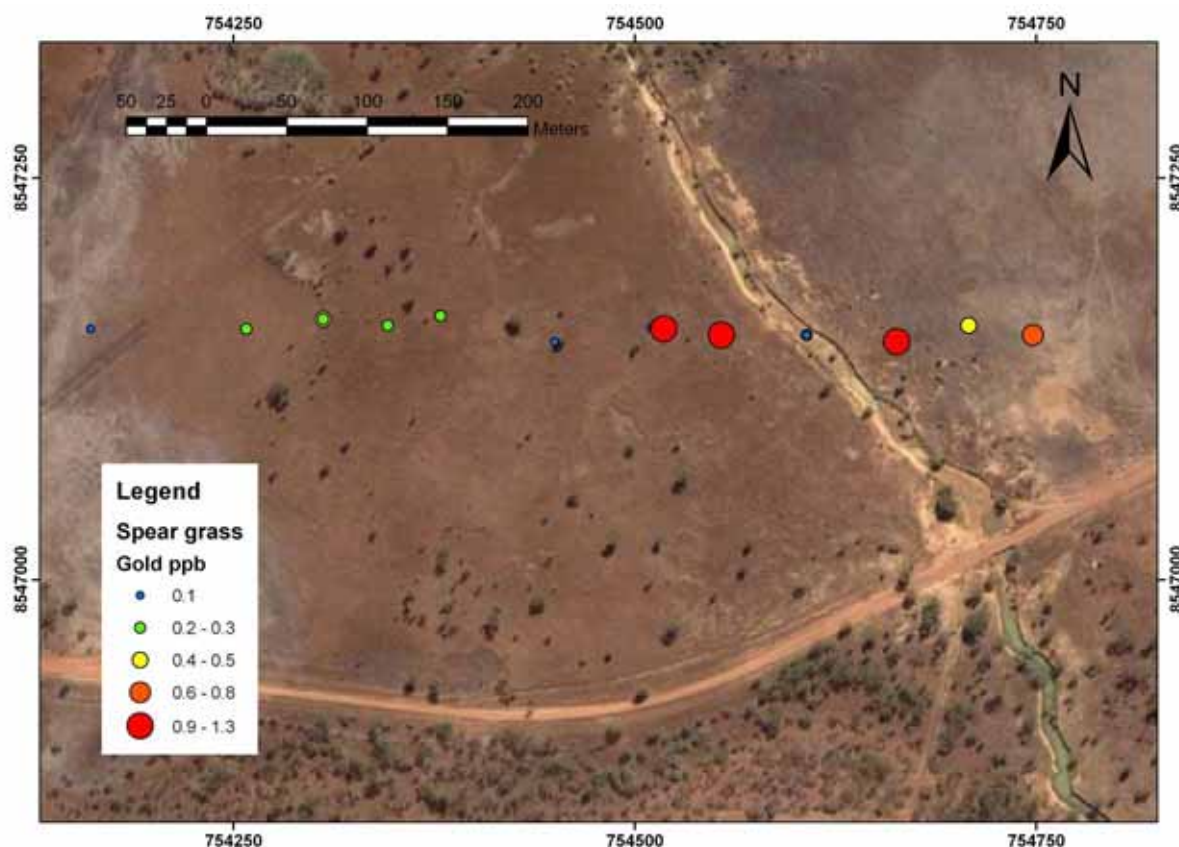 754250 754500 754750
50 25 0 50 100 150 200
Meters
N
8547250 8547250
Legend
Spear grass
Gold ppb
0.1
0.2 - 0.3
0.4 - 0.5
0.6 - 0.8
0.9 - 1.3
8547000 8547000
754250 754500 754750